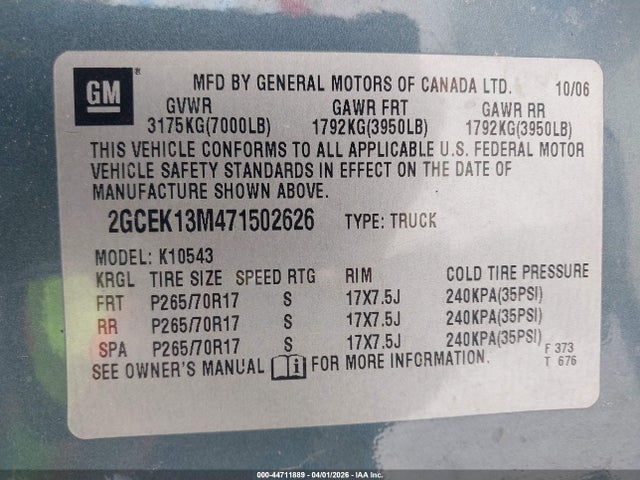 GM
MFD BY GENERAL MOTORS OF CANADA LTD. 10/06
GVWR GAWR FRT GAWR RR
3175KG(7000LB) 1792KG(3950LB) 1792KG(3950LB)
THIS VEHICLE CONFORMS TO ALL APPLICABLE U.S. FEDERAL MOTOR
VEHICLE SAFETY STANDARDS IN EFFECT ON THE DATE OF
MANUFACTURE SHOWN ABOVE.
2GCEK13M471502626 TYPE: TRUCK
MODEL: K10543
KRGL TIRE SIZE SPEED RTG RIM COLD TIRE PRESSURE
FRT P265/70R17 S 17X7.5J 240KPA(35PSI)
RR P265/70R17 S 17X7.5J 240KPA(35PSI)
SPA P265/70R17 S 17X7.5J 240KPA(35PSI)
SEE OWNER'S MANUAL i FOR MORE INFORMATION. F 373
T 676
000-44711889 - 04/01/2026 - IAA Inc.